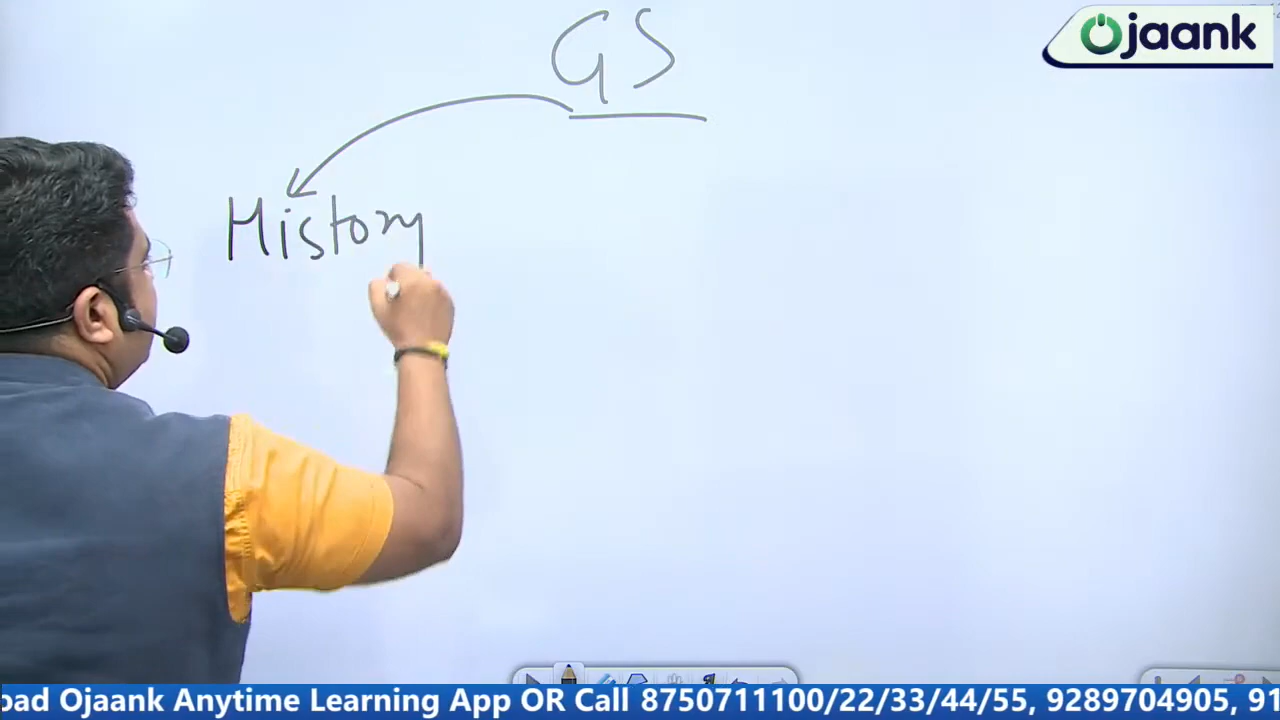 GS
Ojaank
History
oad Ojaank Anytime Learning App OR Call 8750711100/22/33/44/55, 9289704905, 91